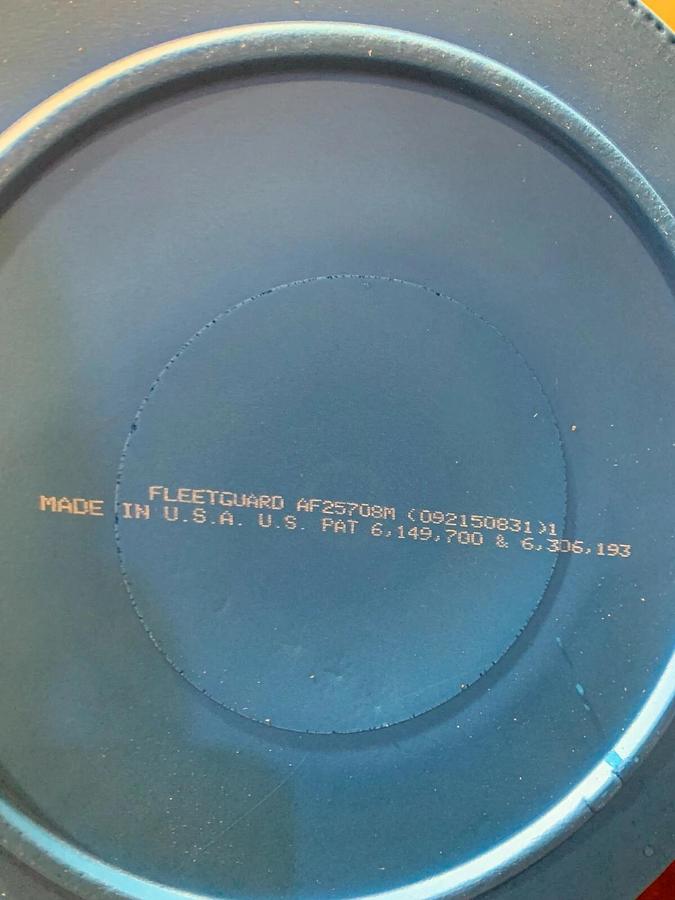 FLEETGUARD AF25708M (092150831)1
MADE IN U.S.A. U.S. PAT 6,149,700 & 6,306,193